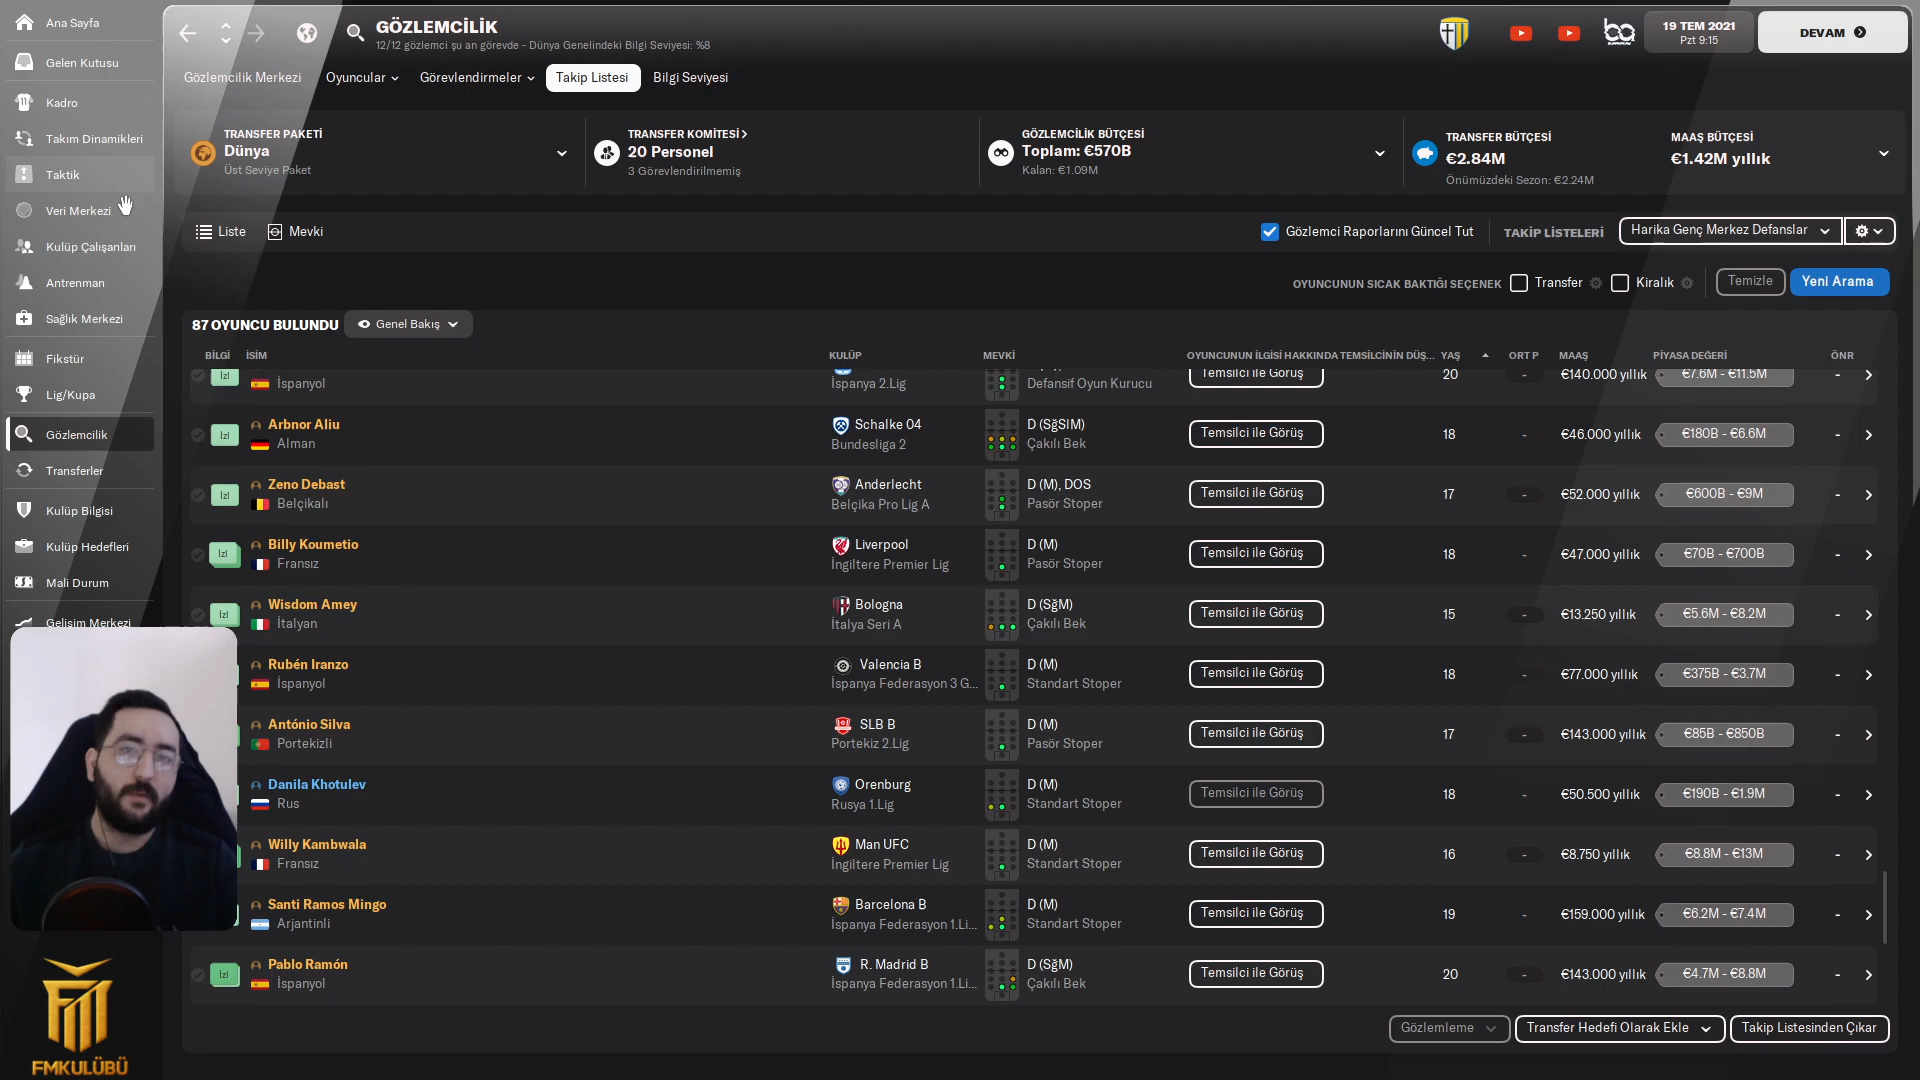 Ana Sayfa
Gelen Kutusu
Kadro
Takım Dinamikleri
Taktik
Veri Merkezi
Kulüp Çalışanları
Antrenman
Sağlık Merkezi
Fikstür
Lig/Kupa
Gözlemcilik
Transferler
Kulüp Bilgisi
Kulüp Hedefleri
Mali Durum
Gelişim Merkezi
FMKULÜBÜ
GÖZLEMCİLİK
12/12 gözlemci şu an görevde - Dünya Genelindeki Bilgi Seviyesi: %8
19 TEM 2021
Pzt 9:15
DEVAM
Gözlemcilik Merkezi Oyuncular Görevlendirmeler Takip Listesi Bilgi Seviyesi
TRANSFER PAKETİ
Dünya
Üst Seviye Paket
TRANSFER KOMİTESİ >
20 Personel
3 Görevlendirilmemiş
GÖZLEMCİLİK BÜTÇESİ
Toplam: €570B
Kalan: €1.09M
TRANSFER BÜTÇESİ
€2.84M
Önümüzdeki Sezon: €2.24M
MAAŞ BÜTÇESİ
€1.42M yıllık
Liste Mevki
Gözlemci Raporlarını Güncel Tut TAKİP LİSTELERİ Harika Genç Merkez Defanslar
OYUNCUNUN SICAK BAKTIĞI SEÇENEK Transfer Kiralık Temizle Yeni Arama
87 OYUNCU BULUNDU Genel Bakış
BİLGİ İSİM KULÜP MEVKİ OYUNCUNUN İLGİSİ HAKKINDA TEMSİLCİNİN DÜŞ... YAŞ ORT P MAAŞ PİYASA DEĞERİ ÖNR
İzl İspanyol İspanya 2.Lig Defansif Oyun Kurucu Temsilci ile Görüş 20 - €140.000 yıllık €7.6M - €11.5M -
İzl Arbnor Aliu Schalke 04 D (SğSlM) Temsilci ile Görüş 18 - €46.000 yıllık €180B - €6.6M -
Alman Bundesliga 2 Çakılı Bek
İzl Zeno Debast Anderlecht D (M), DOS Temsilci ile Görüş 17 - €52.000 yıllık €600B - €9M -
Belçikalı Belçika Pro Lig A Pasör Stoper
İzl Billy Koumetio Liverpool D (M) Temsilci ile Görüş 18 - €47.000 yıllık €70B - €700B -
Fransız İngiltere Premier Lig Pasör Stoper
İzl Wisdom Amey Bologna D (SğM) Temsilci ile Görüş 15 - €13.250 yıllık €5.6M - €8.2M -
İtalyan İtalya Seri A Çakılı Bek
Rubén Iranzo Valencia B D (M) Temsilci ile Görüş 18 - €77.000 yıllık €375B - €3.7M -
İspanyol İspanya Federasyon 3 G... Standart Stoper
António Silva SLB B D (M) Temsilci ile Görüş 17 - €143.000 yıllık €85B - €850B -
Portekizli Portekiz 2.Lig Pasör Stoper
Danila Khotulev Orenburg D (M) Temsilci ile Görüş 18 - €50.500 yıllık €190B - €1.9M -
Rus Rusya 1.Lig Standart Stoper
Willy Kambwala Man UFC D (M) Temsilci ile Görüş 16 - €8.750 yıllık €8.8M - €13M -
Fransız İngiltere Premier Lig Standart Stoper
Santi Ramos Mingo Barcelona B D (M) Temsilci ile Görüş 19 - €159.000 yıllık €6.2M - €7.4M -
Arjantinli İspanya Federasyon 1.Li... Standart Stoper
İzl Pablo Ramón R. Madrid B D (SğM) Temsilci ile Görüş 20 - €143.000 yıllık €4.7M - €8.8M -
İspanyol İspanya Federasyon 1.Li... Çakılı Bek
Gözlemleme Transfer Hedefi Olarak Ekle Takip Listesinden Çıkar